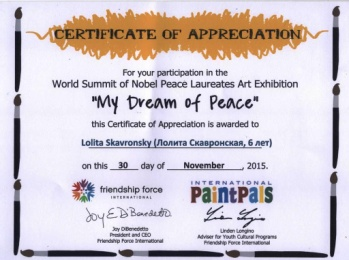 CERTIFICATE OF APPRECIATION
For your participation in the
World Summit of Nobel Peace Laureates Art Exhibition
"My Dream of Peace"
this Certificate of Appreciation is awarded to
Lolita Skavronsky (Лолита Скавронская, 6 лет)
on this 30 day of November, 2015.
friendship force
INTERNATIONAL
Joy E DiBenedetto
Joy DiBenedetto
President and CEO
Friendship Force International
INTERNATIONAL
PaintPals
Linden Longino
Adviser for Youth Cultural Programs
Friendship Force International